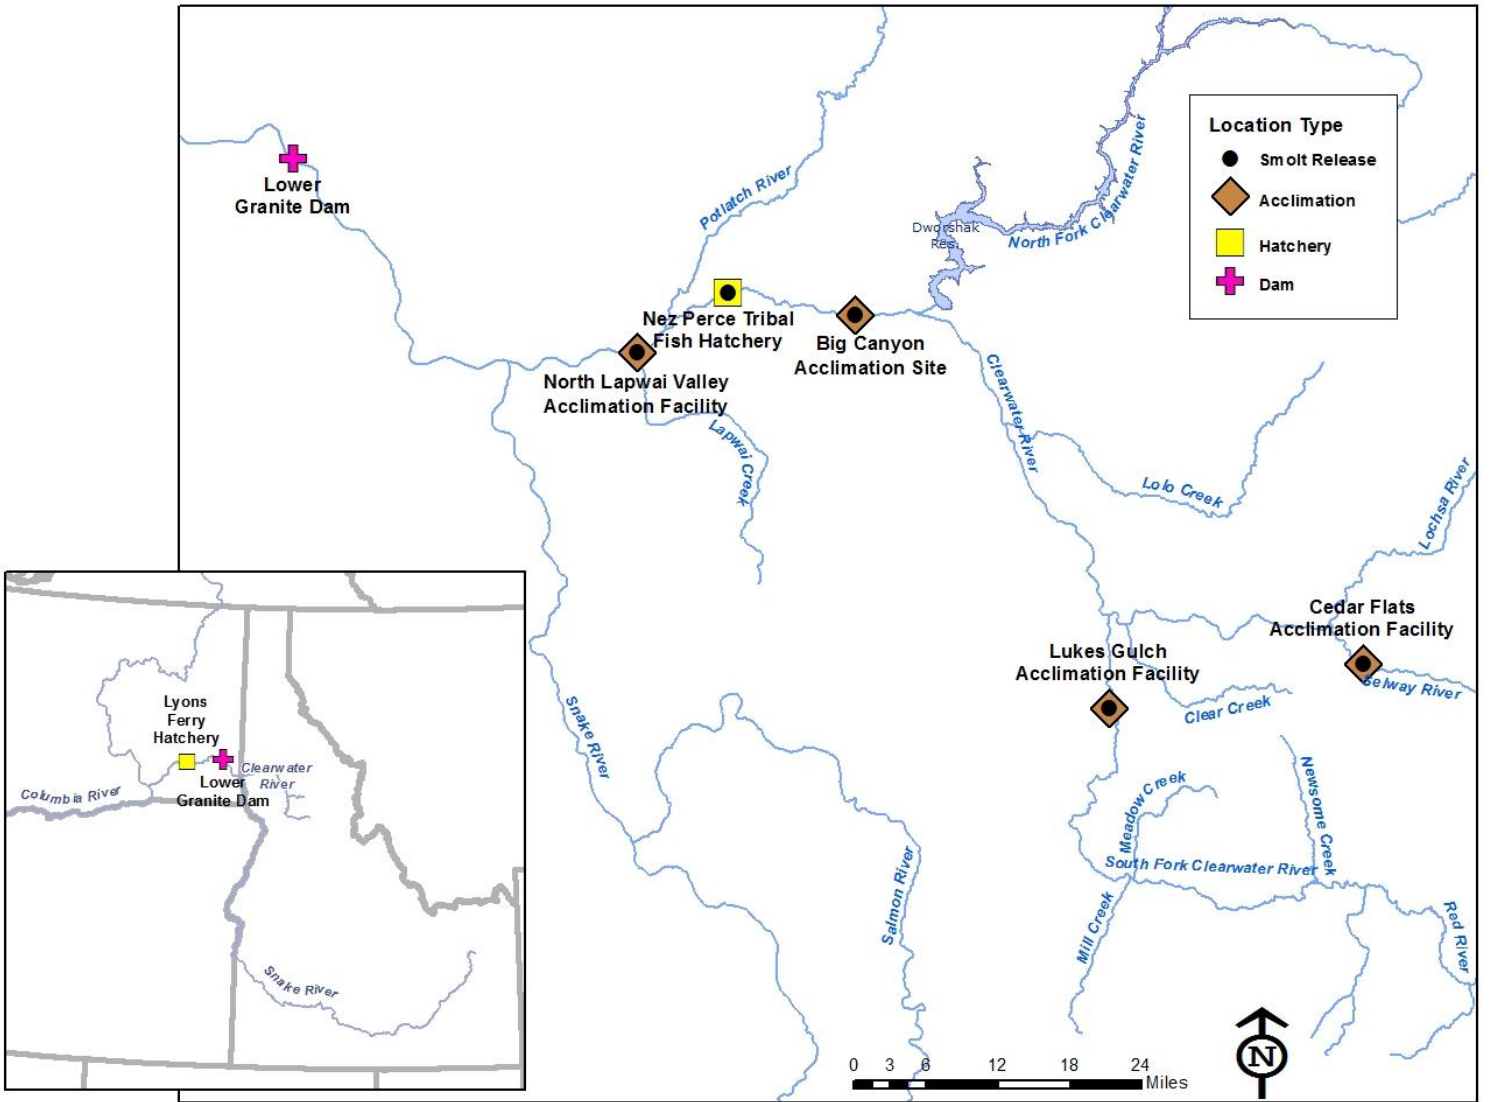 Lower
Granite Dam
Potlatch River
Dworshak
Res.
North Fork Clearwater River
Location Type
Smolt Release
Acclimation
Hatchery
Dam
Nez Perce Tribal
Fish Hatchery
Big Canyon
Acclimation Site
North Lapwai Valley
Acclimation Facility
Lapwai Creek
Clearwater River
Lolo Creek
Lochsa River
Cedar Flats
Acclimation Facility
Selway River
Lukes Gulch
Acclimation Facility
Clear Creek
Snake River
Meadow Creek
Newsome Creek
South Fork Clearwater River
Mill Creek
Salmon River
Red River
Lyons
Ferry
Hatchery
Clearwater
River
Lower
Granite Dam
Columbia River
Snake River
N
0 3 6 12 18 24
Miles